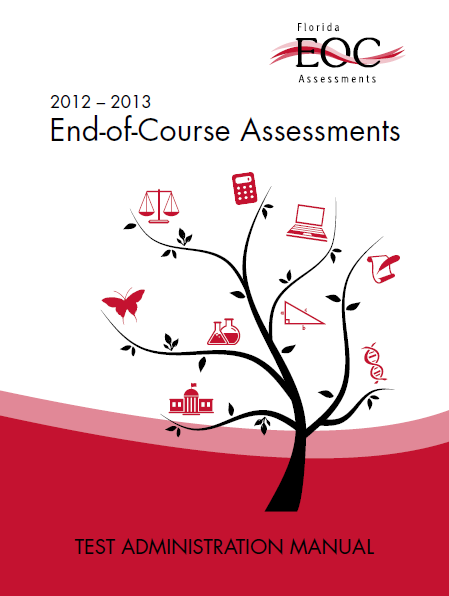 Florida
EOC
Assessments
2012 – 2013
End-of-Course Assessments
a
c
b
TEST ADMINISTRATION MANUAL